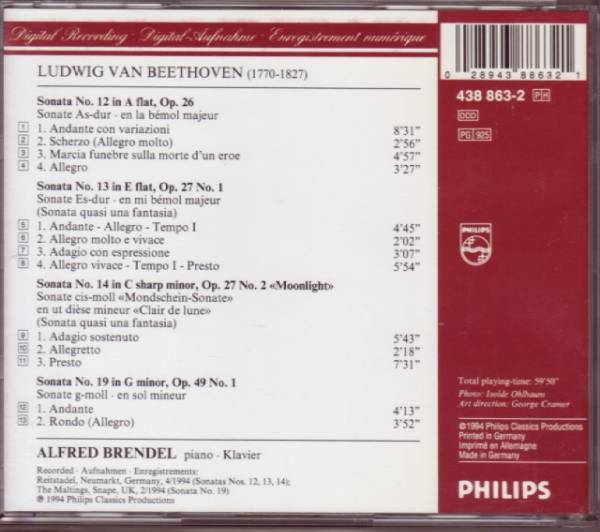 Digital Recording · Digital-Aufnahme · Enregistrement numérique
LUDWIG VAN BEETHOVEN (1770-1827)
Sonata No. 12 in A flat, Op. 26
Sonate As-dur · en la bémol majeur
1 1. Andante con variazioni 8'31"
2 2. Scherzo (Allegro molto) 2'56"
3 3. Marcia funebre sulla morte d'un eroe 4'57"
4 4. Allegro 3'27"
Sonata No. 13 in E flat, Op. 27 No. 1
Sonate Es-dur · en mi bémol majeur
(Sonata quasi una fantasia)
5 1. Andante - Allegro - Tempo I 4'45"
6 2. Allegro molto e vivace 2'02"
7 3. Adagio con espressione 3'07"
8 4. Allegro vivace - Tempo I - Presto 5'54"
Sonata No. 14 in C sharp minor, Op. 27 No. 2 «Moonlight»
Sonate cis-moll «Mondschein-Sonate»
en ut dièse mineur «Clair de lune»
(Sonata quasi una fantasia)
9 1. Adagio sostenuto 5'43"
10 2. Allegretto 2'18"
11 3. Presto 7'31"
Sonata No. 19 in G minor, Op. 49 No. 1
Sonate g-moll · en sol mineur
12 1. Andante 4'13"
13 2. Rondo (Allegro) 3'52"
ALFRED BRENDEL piano · Klavier
Recorded · Aufnahmen · Enregistrements:
Reitstadel, Neumarkt, Germany, 4/1994 (Sonatas Nos. 12, 13, 14);
The Maltings, Snape, UK, 2/1994 (Sonata No. 19)
℗ 1994 Philips Classics Productions
0 28943 88632 1
438 863-2 PH
DDD
PG 925
PHILIPS
Total playing-time: 59'50"
Photo: Isolde Ohlbaum
Art direction: George Cramer
©1994 Philips Classics Productions
Printed in Germany
Imprimé en Allemagne
Made in Germany
PHILIPS